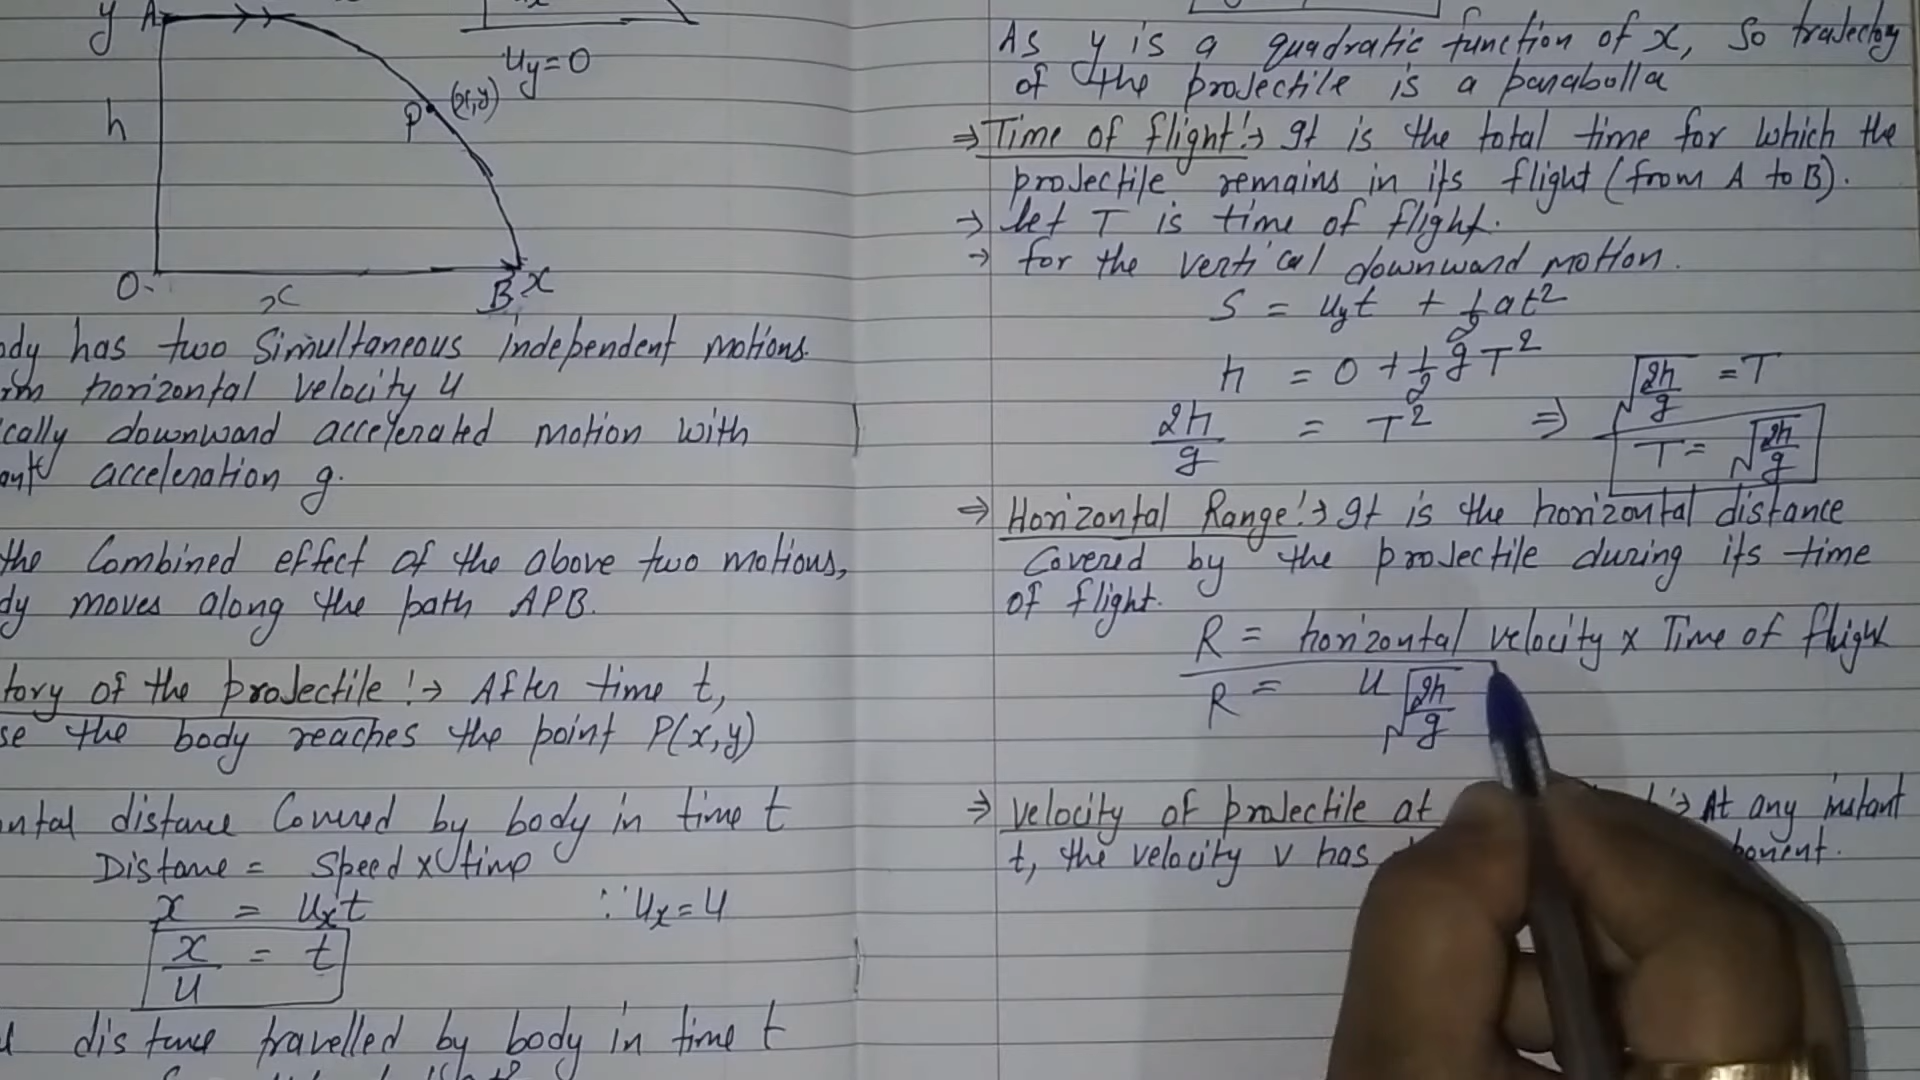 y A
uy=0
h
P (x,y)
O
x
B x
ody has two simultaneous independent motions.
horizontal velocity u
cally downward accelerated motion with
acceleration g.
the Combined effect of the above two motions,
dy moves along the path APB.
tory of the projectile :→ After time t,
se the body reaches the point P(x,y)
ntal distance Covered by body in time t
Distance = Speed x time
x = uxt ∵ ux = u
x/u = t
distance travelled by body in time t
As y is a quadratic function of x, So trajectory
of the projectile is a parabolla
⇒ Time of flight :→ It is the total time for which the
projectile remains in its flight (from A to B).
→ let T is time of flight.
→ for the vertical downward motion.
S = uyt + 1/2 at²
h = 0 + 1/2 gT²
2h/g = T² ⇒ √2h/g = T
T = √2h/g
⇒ Horizontal Range :→ It is the horizontal distance
Covered by the projectile during its time
of flight.
R = horizontal velocity x Time of flight
R = u √2h/g
⇒ Velocity of projectile at :→ At any instant
t, the velocity v has ponent.